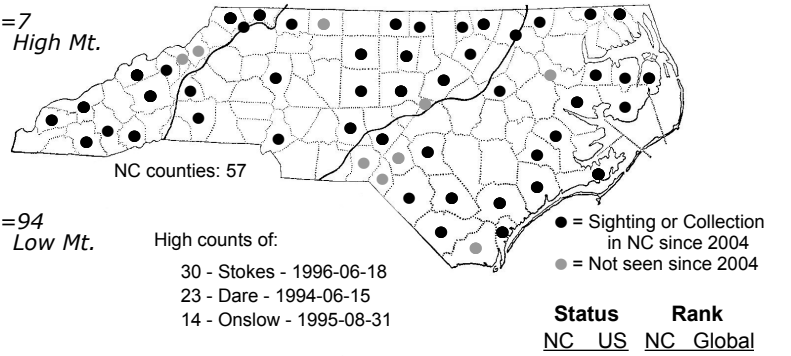 =7
High Mt.
NC counties: 57
=94
Low Mt.
High counts of:
30 - Stokes - 1996-06-18
23 - Dare - 1994-06-15
14 - Onslow - 1995-08-31
= Sighting or Collection
in NC since 2004
= Not seen since 2004
Status Rank
NC US NC Global